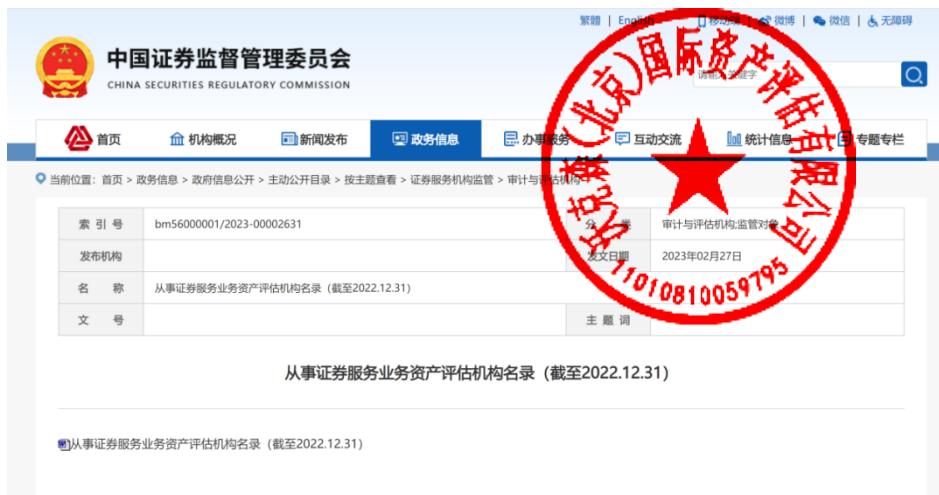 繁體 | English 移动端 | 微博 | 微信 | 无障碍
中国证券监督管理委员会
CHINA SECURITIES REGULATORY COMMISSION
请输入关键字
首页 机构概况 新闻发布 政务信息 办事服务 互动交流 统计信息 专题专栏
当前位置: 首页 > 政务信息 > 政府信息公开 > 主动公开目录 > 按主题查看 > 证券服务机构监管 > 审计与评估机构
索 引 号 bm56000001/2023-00002631 分 类 审计与评估机构;监管对象
发布机构 发文日期 2023年02月27日
名 称 从事证券服务业务资产评估机构名录（截至2022.12.31）
文 号 主 题 词
从事证券服务业务资产评估机构名录（截至2022.12.31）
从事证券服务业务资产评估机构名录（截至2022.12.31）
（北京）国际资产评估有限公司
11010810059795